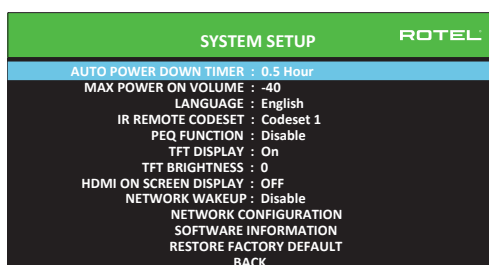 SYSTEM SETUP
ROTEL
AUTO POWER DOWN TIMER : 0.5 Hour
MAX POWER ON VOLUME : -40
LANGUAGE : English
IR REMOTE CODESET : Codeset 1
PEQ FUNCTION : Disable
TFT DISPLAY : On
TFT BRIGHTNESS : 0
HDMI ON SCREEN DISPLAY : OFF
NETWORK WAKEUP : Disable
NETWORK CONFIGURATION
SOFTWARE INFORMATION
RESTORE FACTORY DEFAULT
BACK